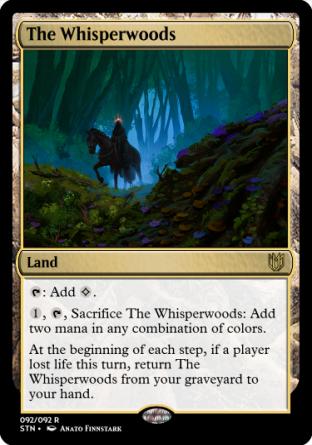 The Whisperwoods
Land
: Add .
1, , Sacrifice The Whisperwoods: Add
two mana in any combination of colors.
At the beginning of each step, if a player
lost life this turn, return The
Whisperwoods from your graveyard to
your hand.
092/092 R
STN • Anato Finnstark